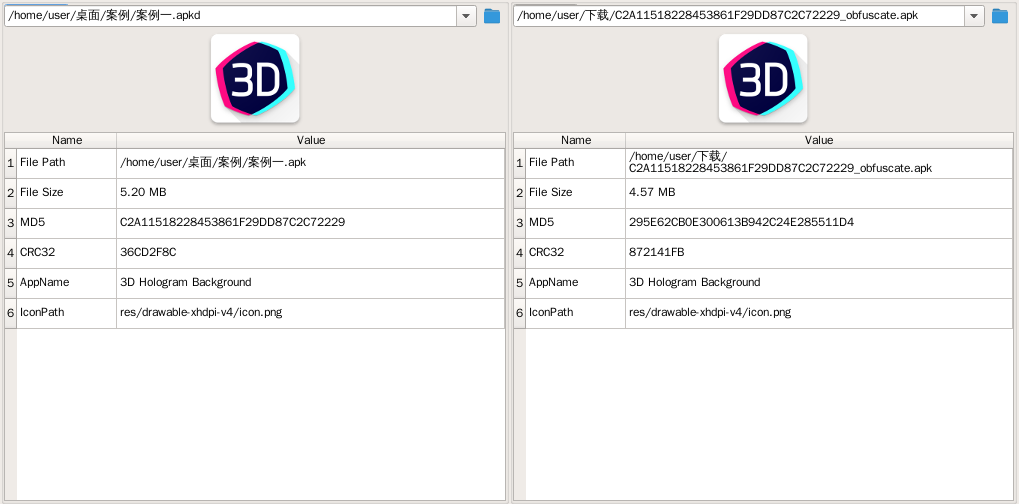 /home/user/桌面/案例/案例一.apkd
3D
Name Value
1 File Path /home/user/桌面/案例/案例一.apk
2 File Size 5.20 MB
3 MD5 C2A11518228453861F29DD87C2C72229
4 CRC32 36CD2F8C
5 AppName 3D Hologram Background
6 IconPath res/drawable-xhdpi-v4/icon.png
/home/user/下载/C2A11518228453861F29DD87C2C72229_obfuscate.apk
3D
Name Value
1 File Path /home/user/下载/
C2A11518228453861F29DD87C2C72229_obfuscate.apk
2 File Size 4.57 MB
3 MD5 295E62CB0E300613B942C24E285511D4
4 CRC32 872141FB
5 AppName 3D Hologram Background
6 IconPath res/drawable-xhdpi-v4/icon.png